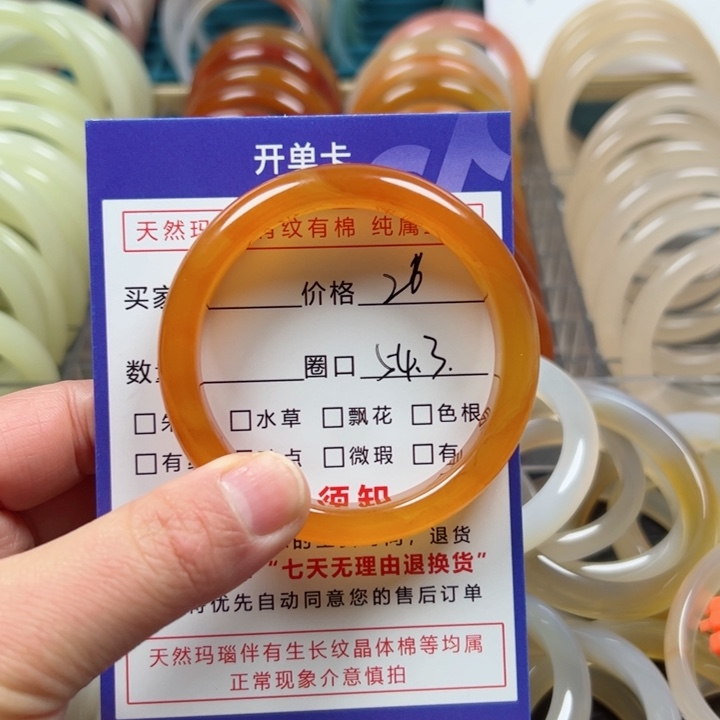 开单卡
天然玛 有纹有棉 纯属
买家 价格 28
数 圈口 54.3.
□ □水草 □飘花 □色根
□有 点 □微瑕 □有
须知
退货
“七天无理由退换货”
将优先自动同意您的售后订单
天然玛瑙伴有生长纹晶体棉等均属
正常现象介意慎拍